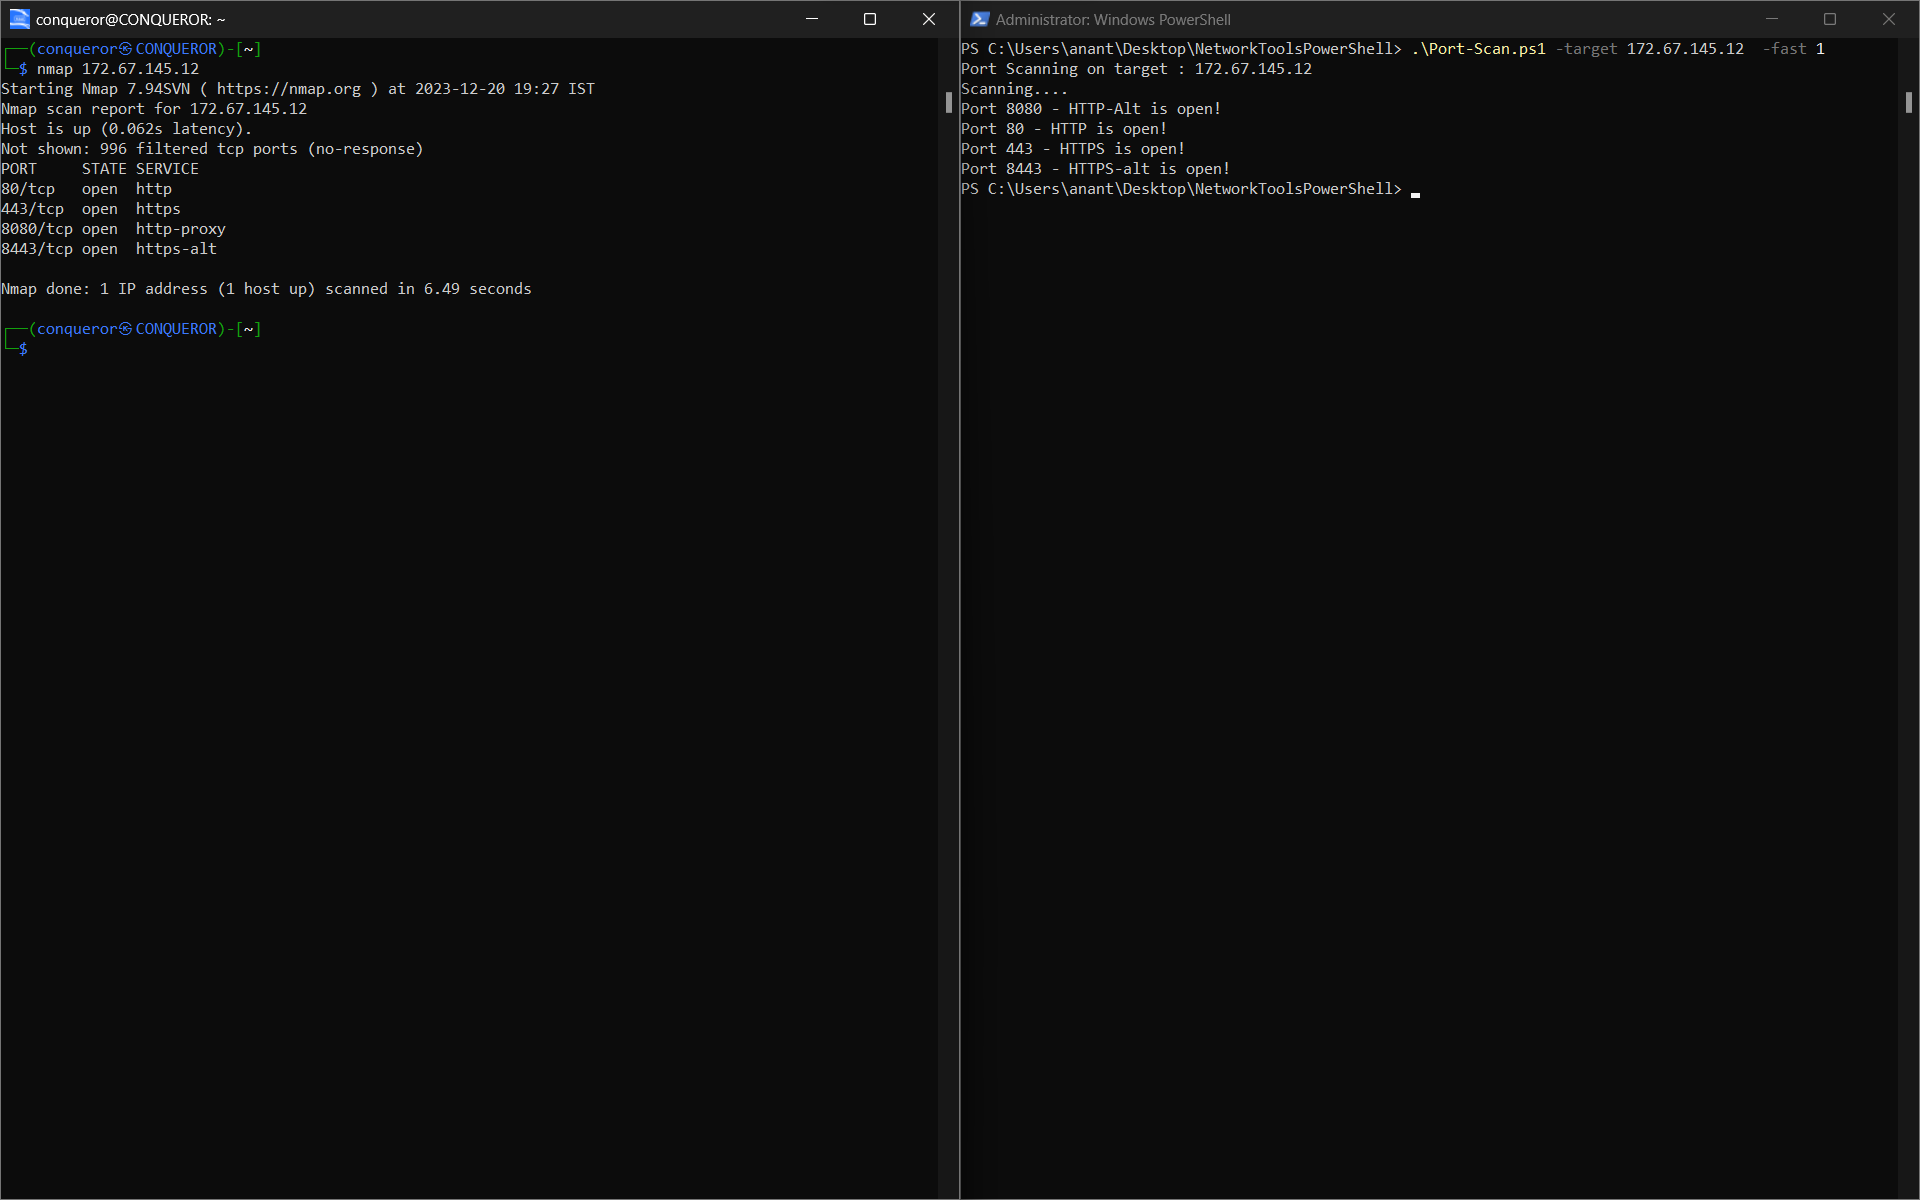 conqueror@CONQUEROR: ~
┌──(conqueror㉿CONQUEROR)-[~]
└─$ nmap 172.67.145.12
Starting Nmap 7.94SVN ( https://nmap.org ) at 2023-12-20 19:27 IST
Nmap scan report for 172.67.145.12
Host is up (0.062s latency).
Not shown: 996 filtered tcp ports (no-response)
PORT     STATE SERVICE
80/tcp   open  http
443/tcp  open  https
8080/tcp open  http-proxy
8443/tcp open  https-alt
Nmap done: 1 IP address (1 host up) scanned in 6.49 seconds
┌──(conqueror㉿CONQUEROR)-[~]
└─$
Administrator: Windows PowerShell
PS C:\Users\anant\Desktop\NetworkToolsPowerShell> .\Port-Scan.ps1 -target 172.67.145.12  -fast 1
Port Scanning on target : 172.67.145.12
Scanning....
Port 8080 - HTTP-Alt is open!
Port 80 - HTTP is open!
Port 443 - HTTPS is open!
Port 8443 - HTTPS-alt is open!
PS C:\Users\anant\Desktop\NetworkToolsPowerShell>